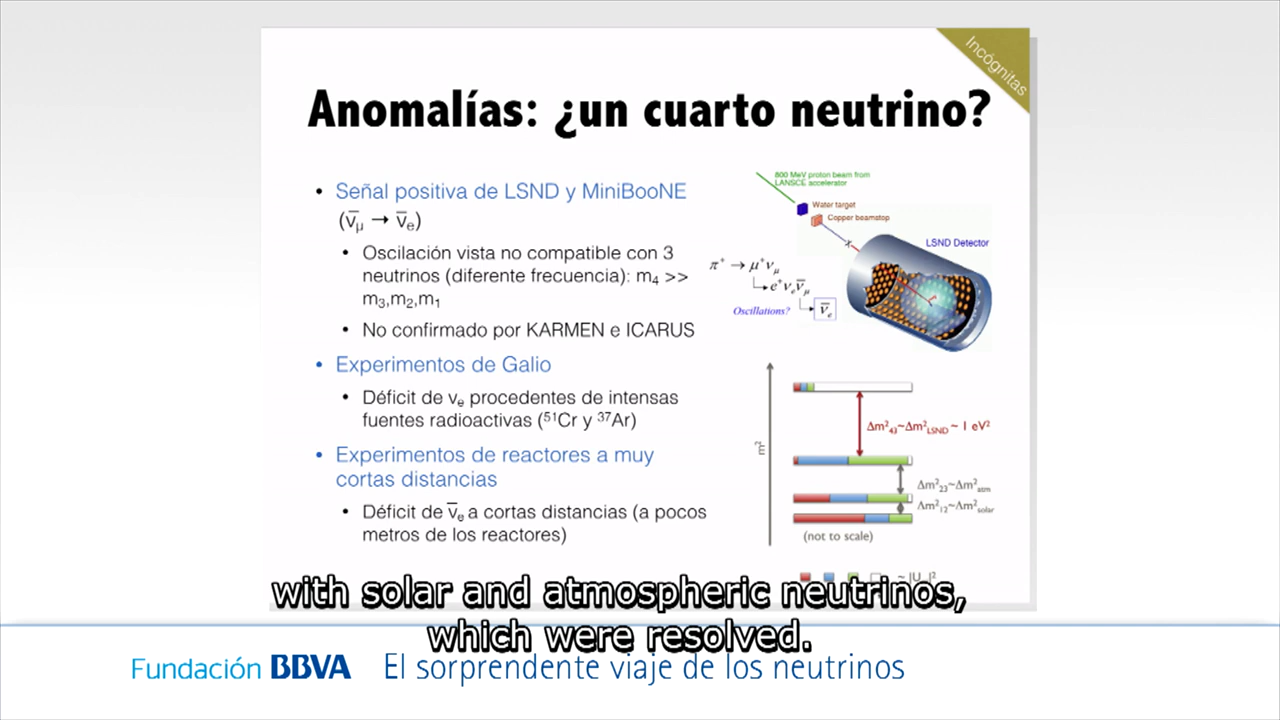 Incógnitas
Anomalías: ¿un cuarto neutrino?
• Señal positiva de LSND y MiniBooNE
(ν̅μ → ν̅e)
• Oscilación vista no compatible con 3
neutrinos (diferente frecuencia): m₄ >>
m₃,m₂,m₁
• No confirmado por KARMEN e ICARUS
• Experimentos de Galio
• Déficit de νe procedentes de intensas
fuentes radioactivas (⁵¹Cr y ³⁷Ar)
• Experimentos de reactores a muy
cortas distancias
• Déficit de ν̅e a cortas distancias (a pocos
metros de los reactores)
800 MeV proton beam from
LANSCE accelerator
Water target
Copper beamstop
LSND Detector
π⁺ → μ⁺νμ
e⁺νeν̅μ
Oscillations? ν̅e
m²
Δm²₄₃~Δm²LSND ~ 1 eV²
Δm²₂₃~Δm²atm
Δm²₁₂~Δm²solar
(not to scale)
with solar and atmospheric neutrinos,
which were resolved.
Fundación BBVA El sorprendente viaje de los neutrinos